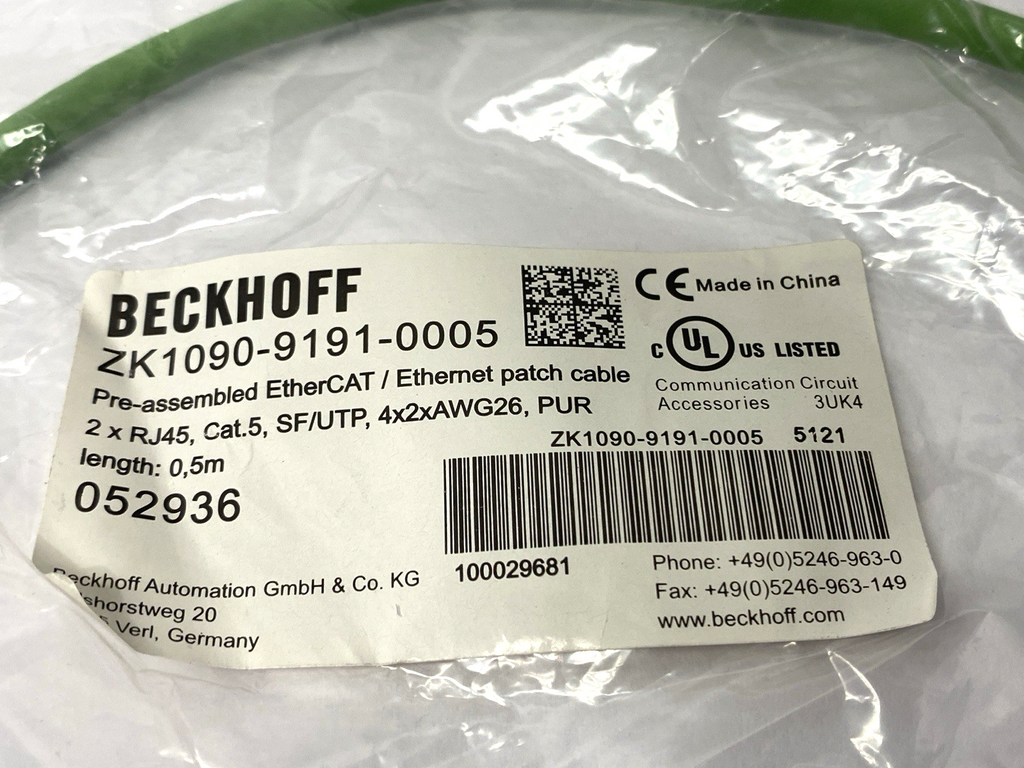 BECKHOFF
ZK1090-9191-0005
Pre-assembled EtherCAT / Ethernet patch cable
2 x RJ45, Cat.5, SF/UTP, 4x2xAWG26, PUR
length: 0,5m
052936
CE Made in China
C UL US LISTED
Communication Circuit
Accessories 3UK4
ZK1090-9191-0005 5121
100029681
Beckhoff Automation GmbH & Co. KG
shorstweg 20
Verl, Germany
Phone: +49(0)5246-963-0
Fax: +49(0)5246-963-149
www.beckhoff.com